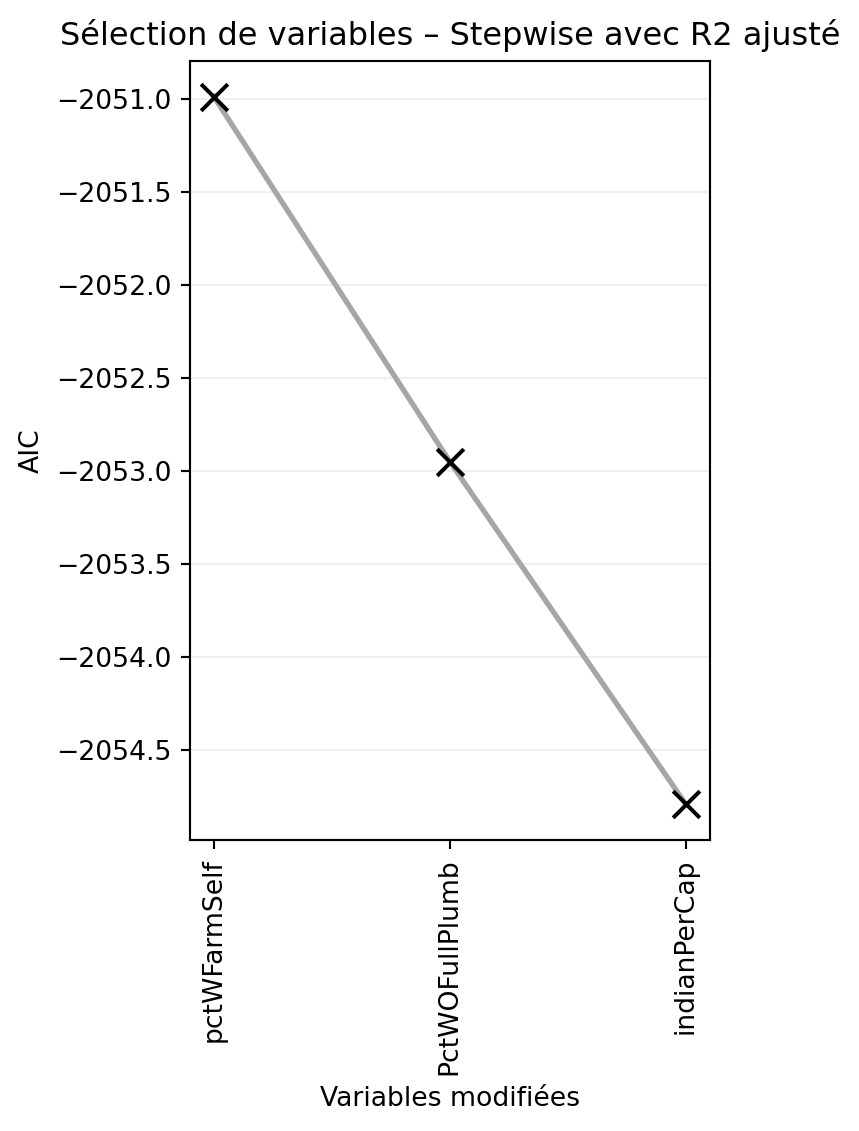 Sélection de variables – Stepwise avec R2 ajusté
−2051.0
−2051.5
−2052.0
−2052.5
−2053.0
−2053.5
−2054.0
−2054.5
AIC
pctWFarmSelf
PctWOFullPlumb
indianPerCap
Variables modifiées